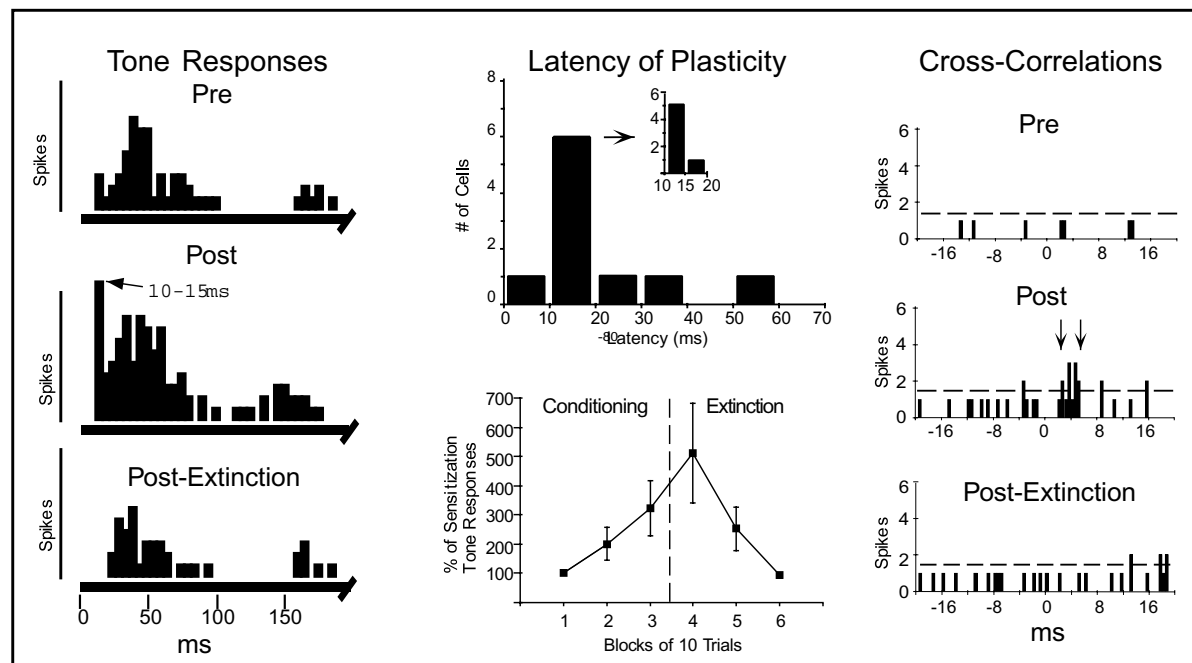 Tone Responses
Pre
Spikes
Post
10-15ms
Spikes
Post-Extinction
Spikes
0 50 100 150
ms
Latency of Plasticity
# of Cells
8
6
4
2
0
0 10 20 30 40 50 60 70
-80
Latency (ms)
6
4
2
10 15 20
Conditioning
Extinction
% of Sensitization
Tone Responses
700
600
500
400
300
200
100
1 2 3 4 5 6
Blocks of 10 Trials
Cross-Correlations
Pre
Spikes
6
4
2
0
-16 -8 0 8 16
Post
Spikes
6
4
2
0
-16 -8 0 8 16
Post-Extinction
Spikes
6
4
2
0
-16 -8 0 8 16
ms